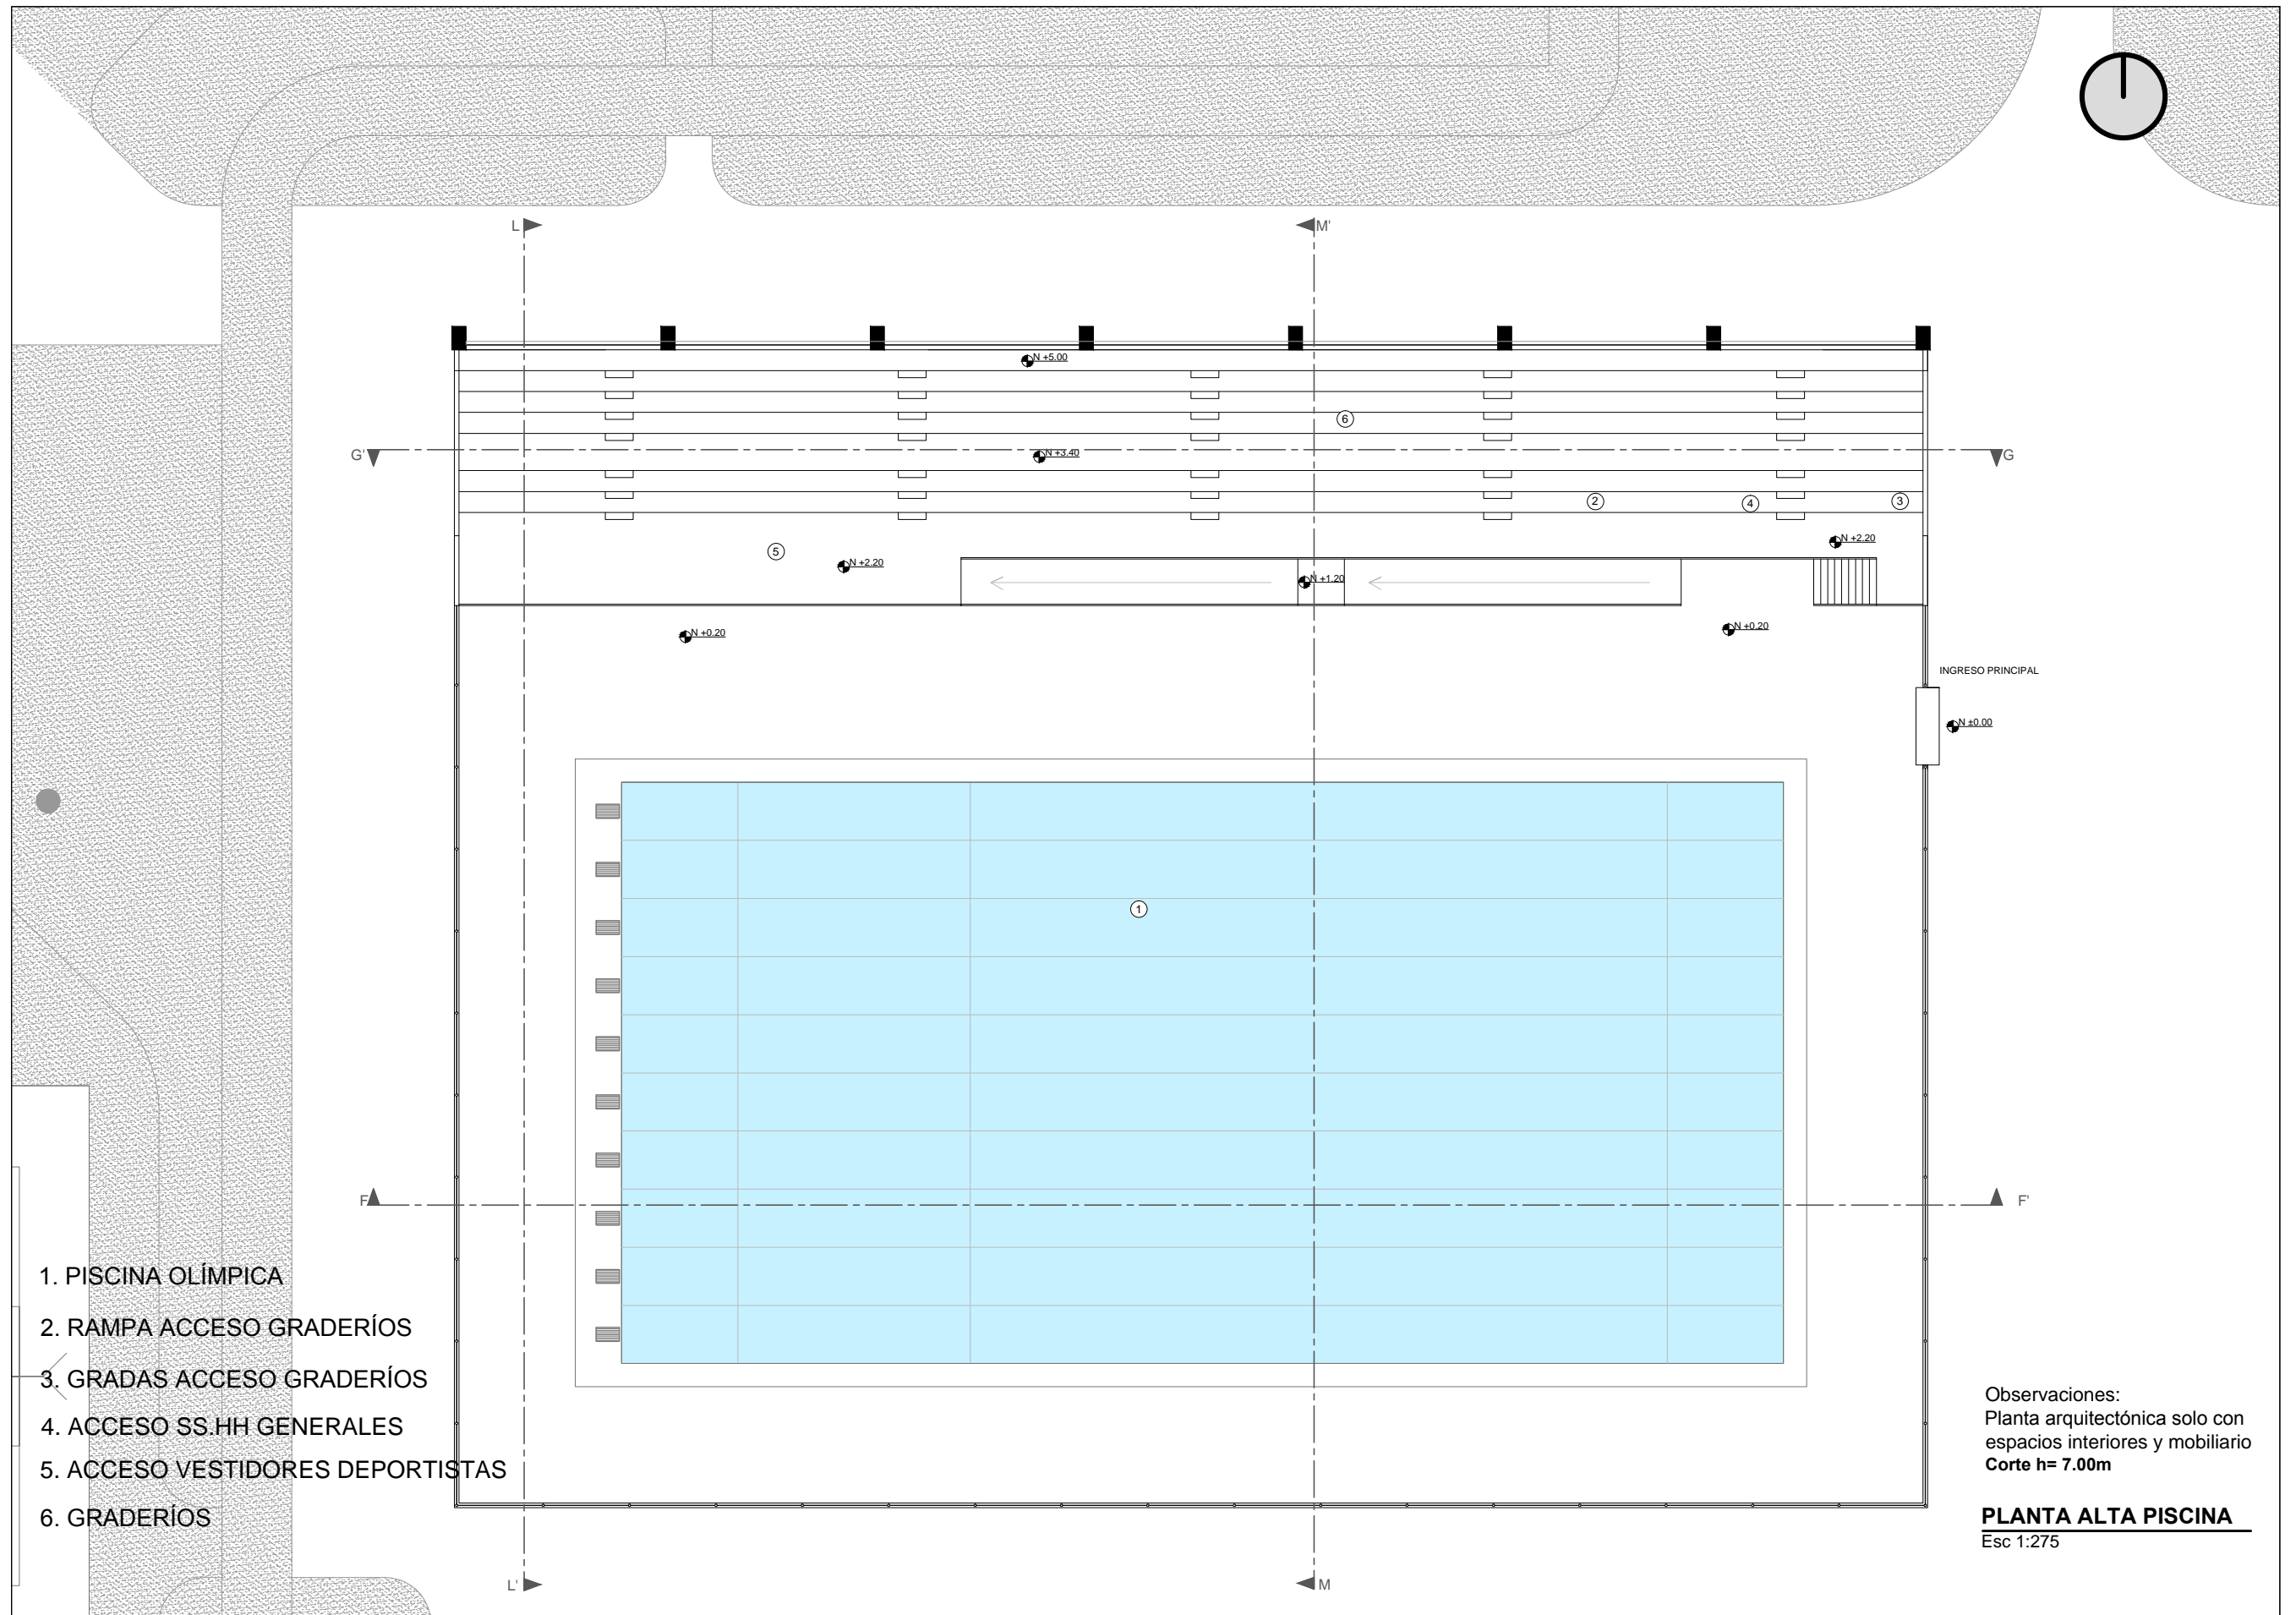 L
M'
N +5.00
6
G'
N +3.40
G
2
4
3
5
N +2.20
N +2.20
N +1.20
N +0.20
N +0.20
INGRESO PRINCIPAL
N ±0.00
1
F
F'
1. PISCINA OLÍMPICA
2. RAMPA ACCESO GRADERÍOS
3. GRADAS ACCESO GRADERÍOS
4. ACCESO SS.HH GENERALES
5. ACCESO VESTIDORES DEPORTISTAS
6. GRADERÍOS
Observaciones:
Planta arquitectónica solo con
espacios interiores y mobiliario
Corte h= 7.00m
PLANTA ALTA PISCINA
Esc 1:275
L'
M